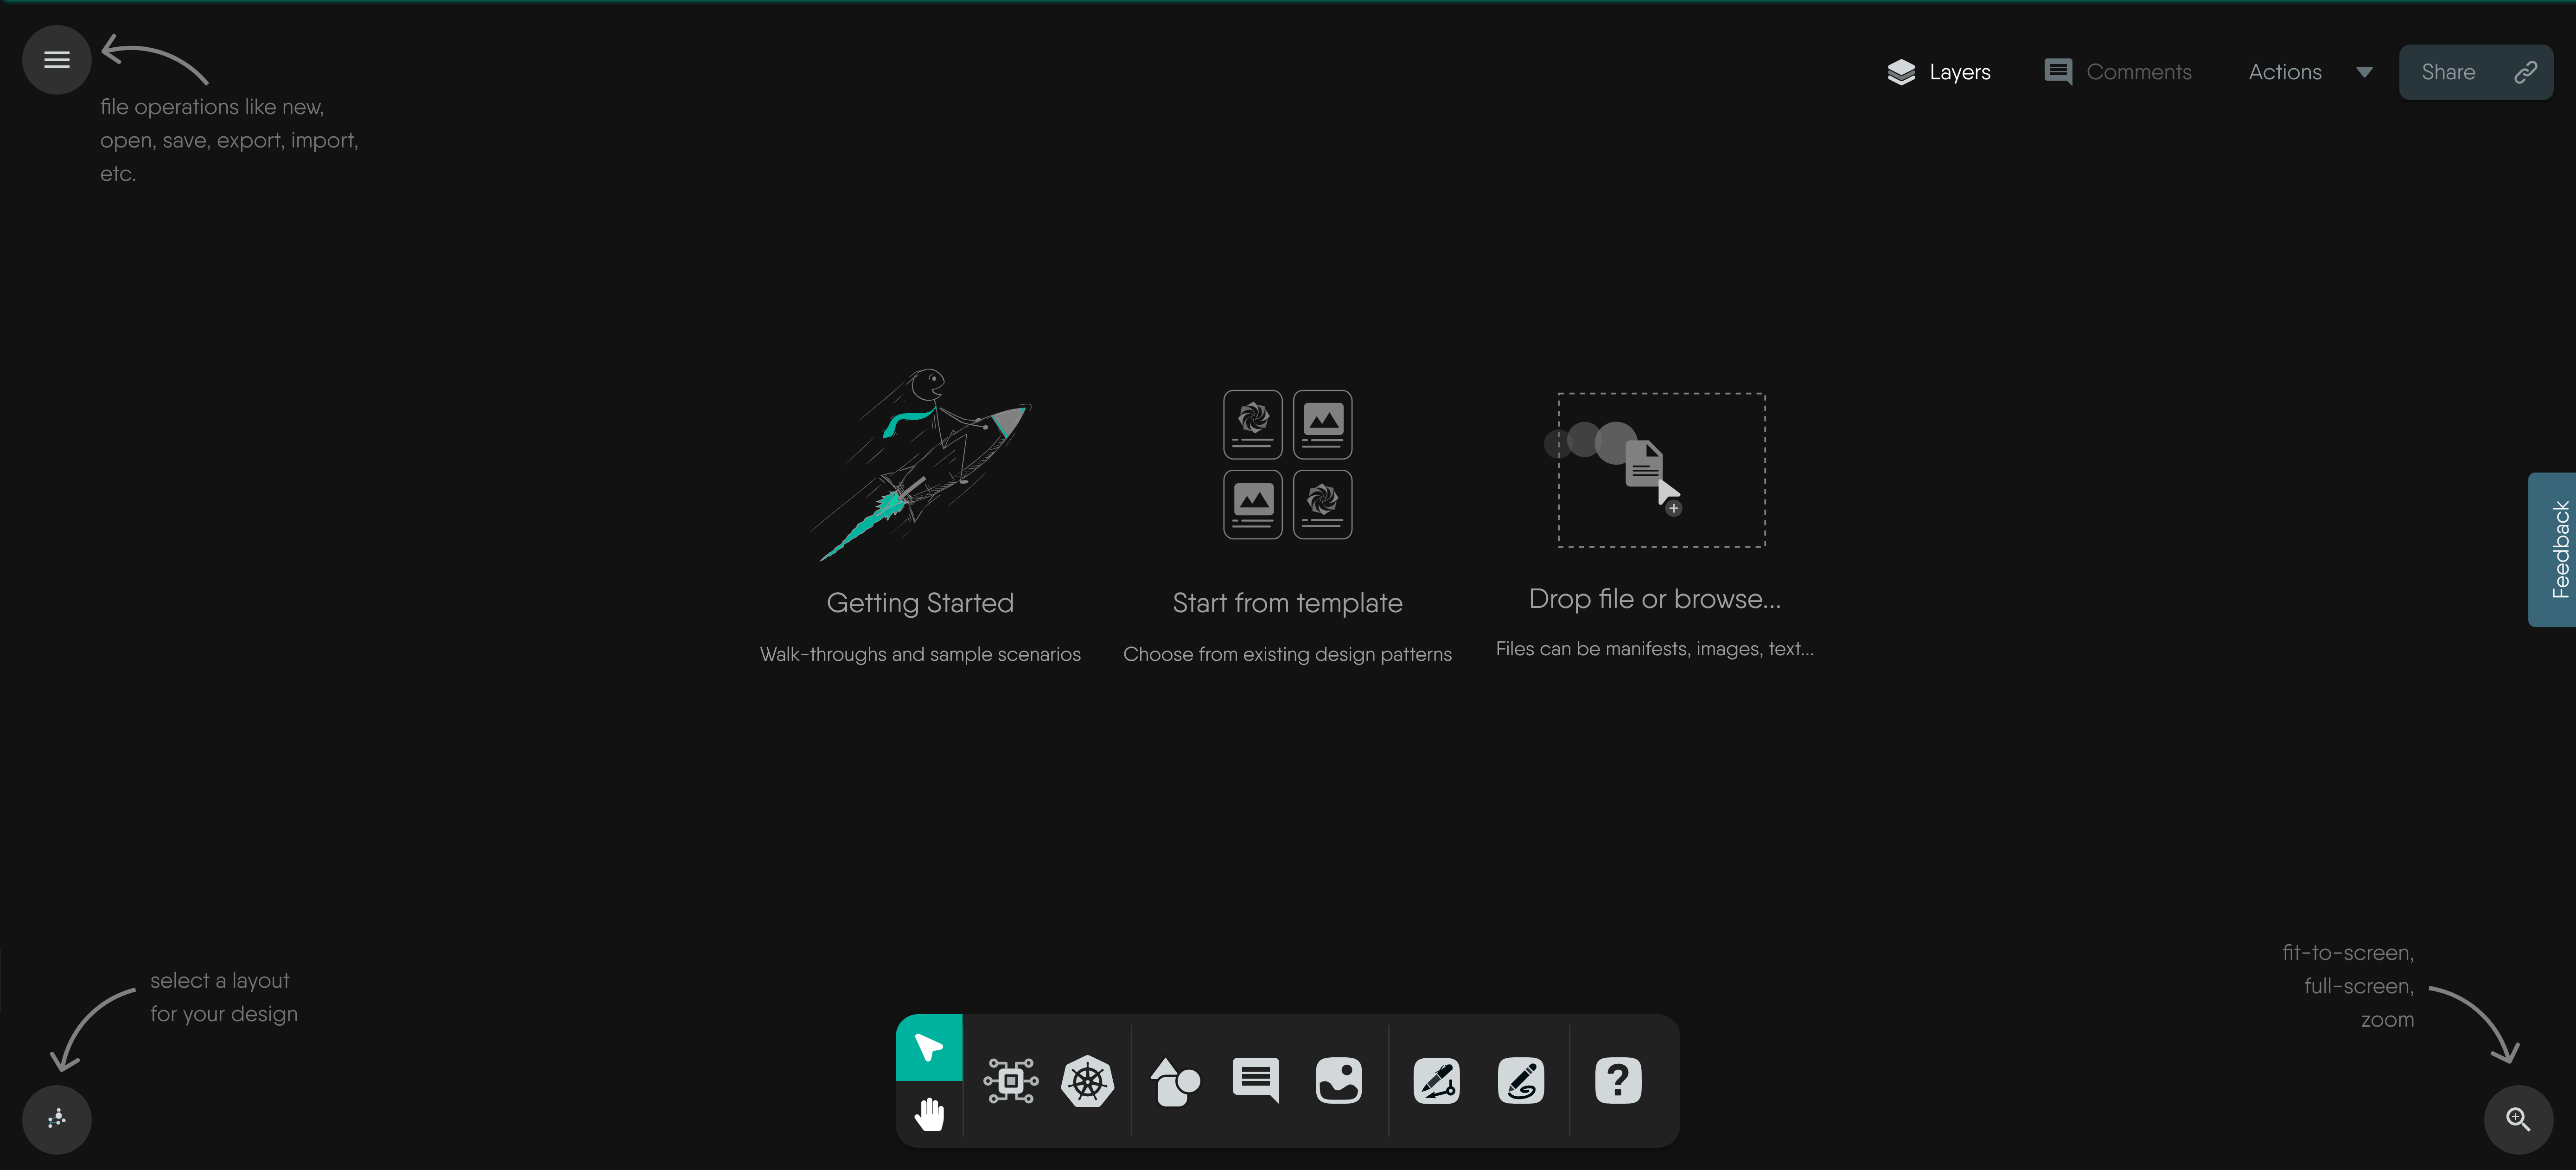 file operations like new,
open, save, export, import,
etc.
Layers
Comments
Actions
Share
Getting Started
Walk-throughs and sample scenarios
Start from template
Choose from existing design patterns
Drop file or browse...
Files can be manifests, images, text...
Feedback
select a layout
for your design
fit-to-screen,
full-screen,
zoom
?